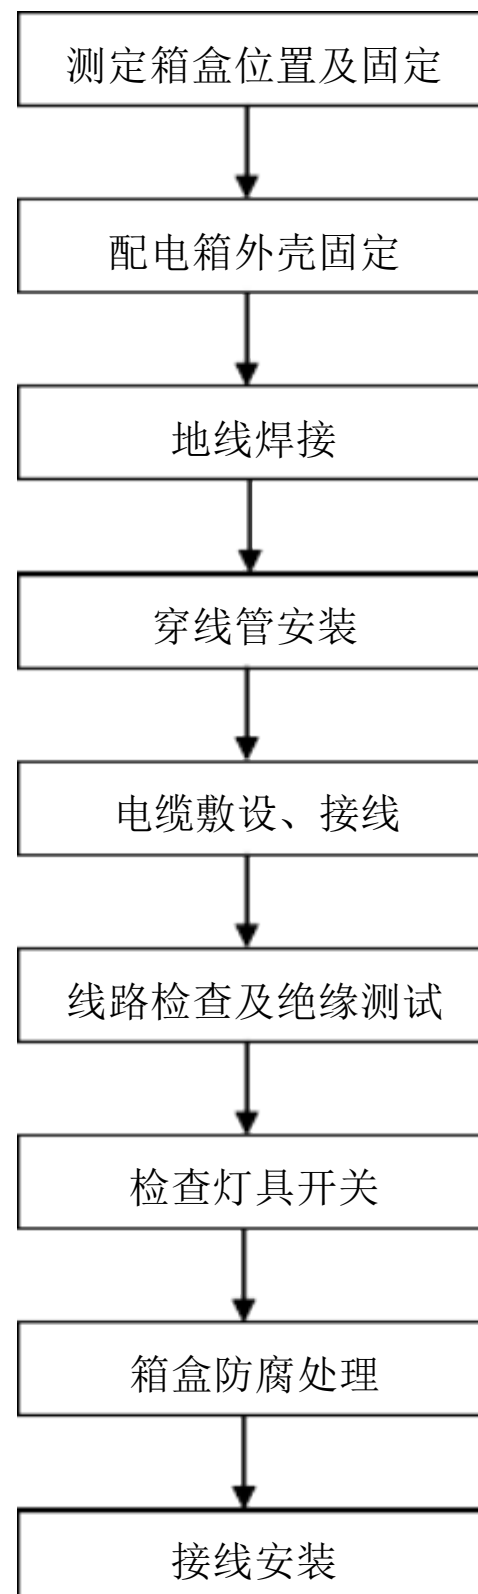 测定箱盒位置及固定
配电箱外壳固定
地线焊接
穿线管安装
电缆敷设、接线
线路检查及绝缘测试
检查灯具开关
箱盒防腐处理
接线安装